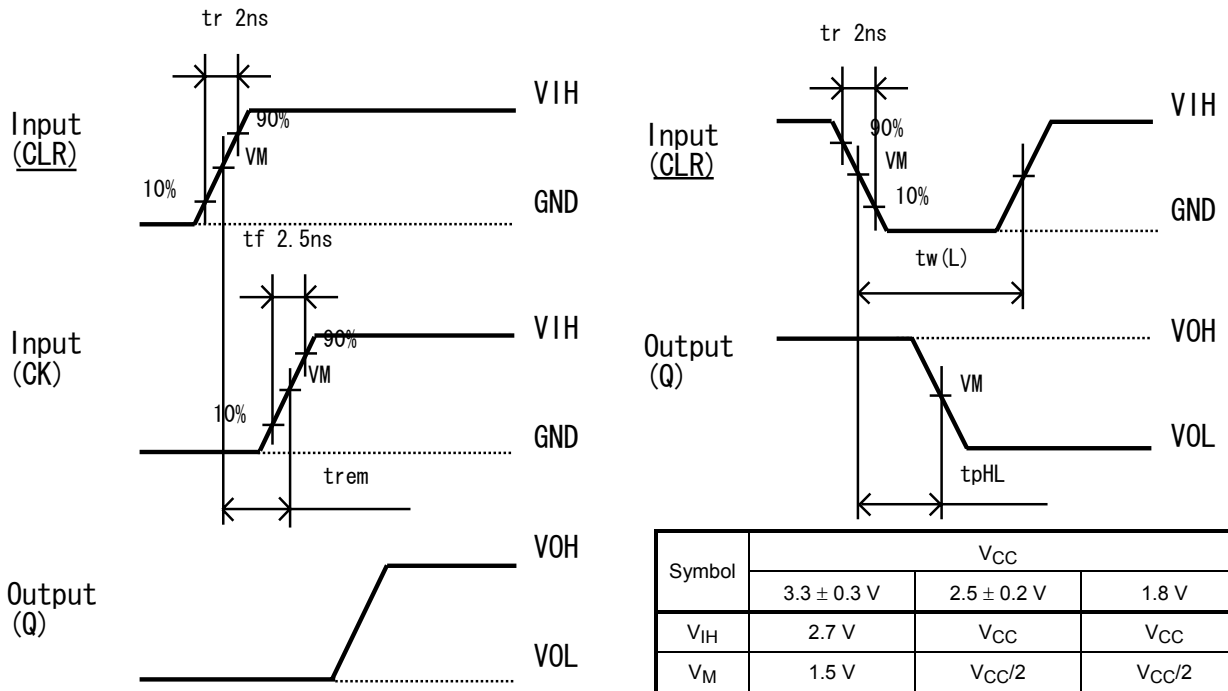 tr 2ns
Input
(CLR)
10%
90%
VM
VIH
GND
tf 2.5ns
Input
(CK)
10%
90%
VM
VIH
GND
trem
Output
(Q)
VOH
VOL
tr 2ns
Input
(CLR)
90%
VM
10%
VIH
GND
tw(L)
Output
(Q)
VOH
VM
VOL
tpHL
Symbol VCC
3.3 ± 0.3 V 2.5 ± 0.2 V 1.8 V
VIH 2.7 V VCC VCC
VM 1.5 V VCC/2 VCC/2